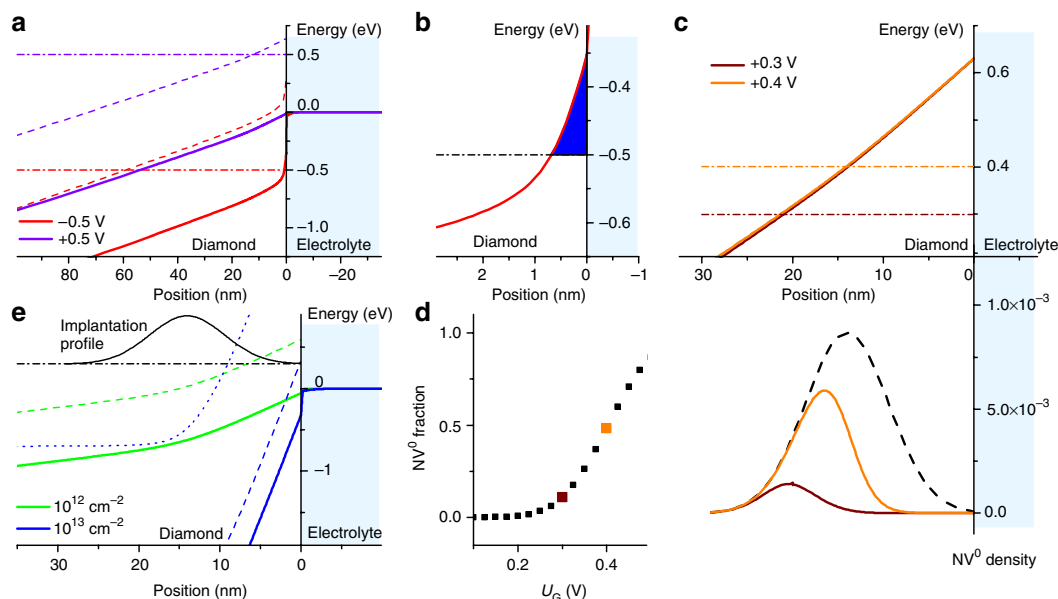 a
Energy (eV)
0.5
0.0
−0.5
−1.0
−0.5 V
+0.5 V
Diamond
Electrolyte
80
60
40
20
0
−20
Position (nm)
b
Energy (eV)
−0.4
−0.5
−0.6
Diamond
2
1
0
−1
Position (nm)
c
Energy (eV)
+0.3 V
+0.4 V
0.6
0.4
Diamond
Electrolyte
30
20
10
0
Position (nm)
1.0×10⁻³
5.0×10⁻³
0.0
NV⁰ density
e
Energy (eV)
Implantation
profile
0
−1
10¹² cm⁻²
10¹³ cm⁻²
Diamond
Electrolyte
35
30
20
10
0
Position (nm)
d
1.0
0.5
0.0
NV⁰ fraction
0.2
0.4
U_G (V)